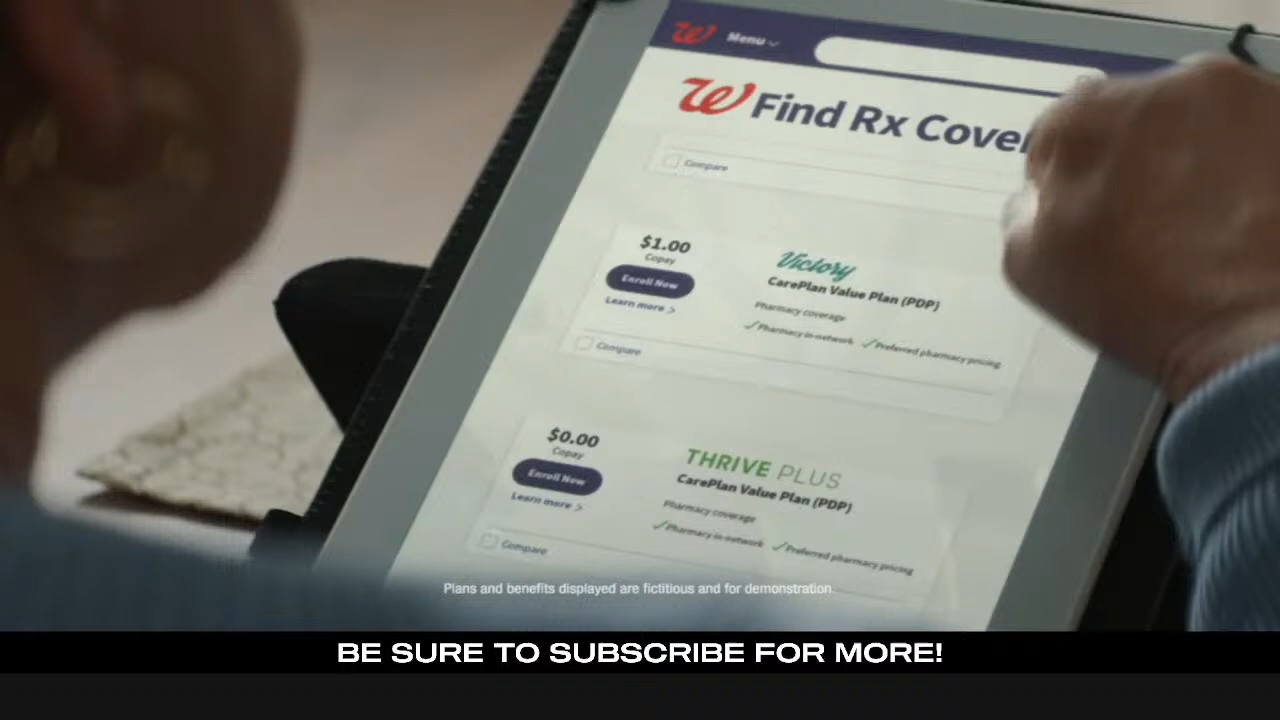 Menu
Find Rx Cover
Compare
$1.00
Copay
Enroll Now
Learn more >
Victory
CarePlan Value Plan (PDP)
Pharmacy coverage
✓Pharmacy in-network ✓Preferred pharmacy pricing
Compare
$0.00
Copay
Enroll Now
Learn more >
THRIVE PLUS
CarePlan Value Plan (PDP)
Pharmacy coverage
✓Pharmacy in-network ✓Preferred pharmacy pricing
Compare
Plans and benefits displayed are fictitious and for demonstration.
BE SURE TO SUBSCRIBE FOR MORE!